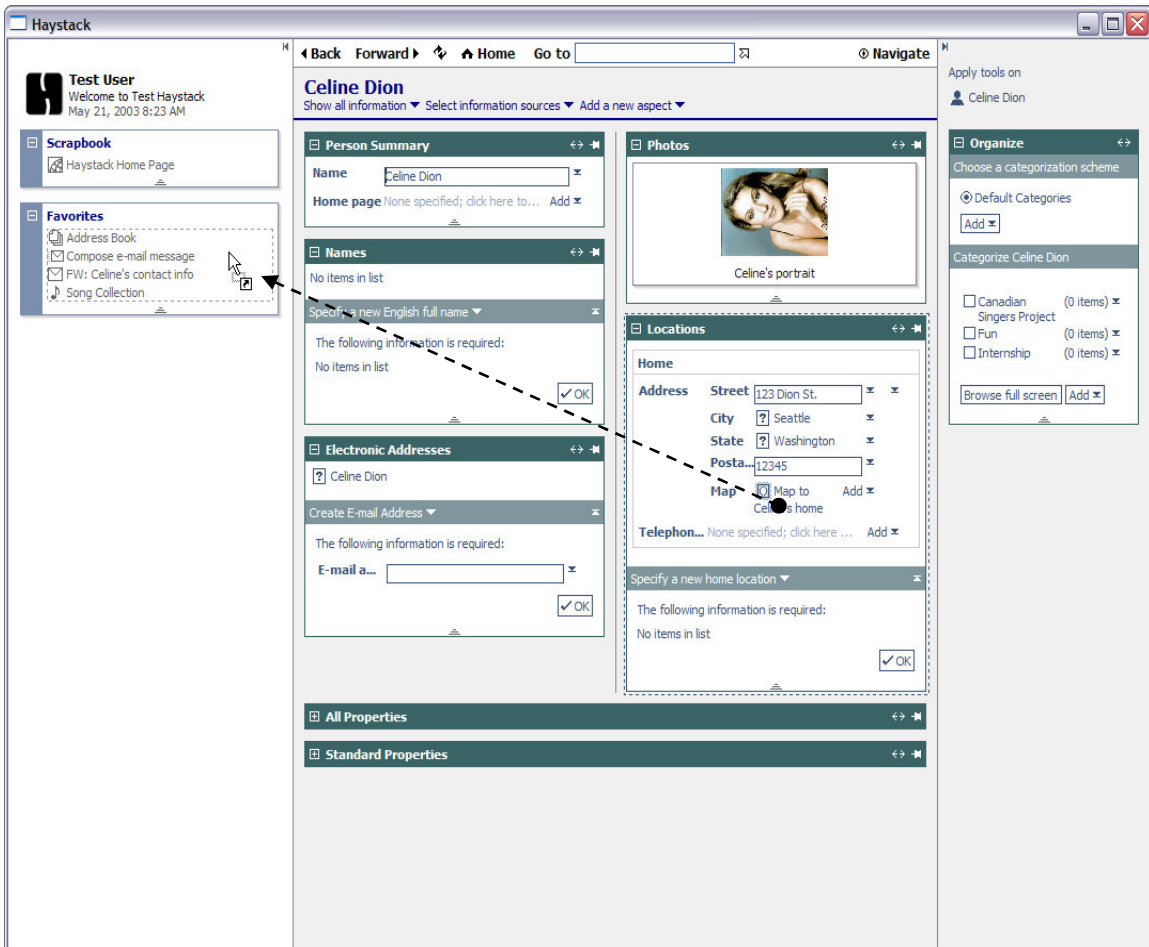 Haystack
Test User
Welcome to Test Haystack
May 21, 2003 8:23 AM
Scrapbook
Haystack Home Page
Favorites
Address Book
Compose e-mail message
FW: Celine's contact info
Song Collection
Back Forward Home Go to Navigate
Celine Dion
Show all information Select information sources Add a new aspect
Person Summary
Name Celine Dion
Home page None specified; click here to... Add
Names
No items in list
Specify a new English full name
The following information is required:
No items in list
OK
Electronic Addresses
? Celine Dion
Create E-mail Address
The following information is required:
E-mail a...
OK
Photos
Celine's portrait
Locations
Home
Address Street 123 Dion St.
City ? Seattle
State ? Washington
Posta... 12345
Map Map to Add
Celine's home
Telephon... None specified; click here ... Add
Specify a new home location
The following information is required:
No items in list
OK
All Properties
Standard Properties
Apply tools on
Celine Dion
Organize
Choose a categorization scheme
Default Categories
Add
Categorize Celine Dion
Canadian (0 items)
Singers Project
Fun (0 items)
Internship (0 items)
Browse full screen Add